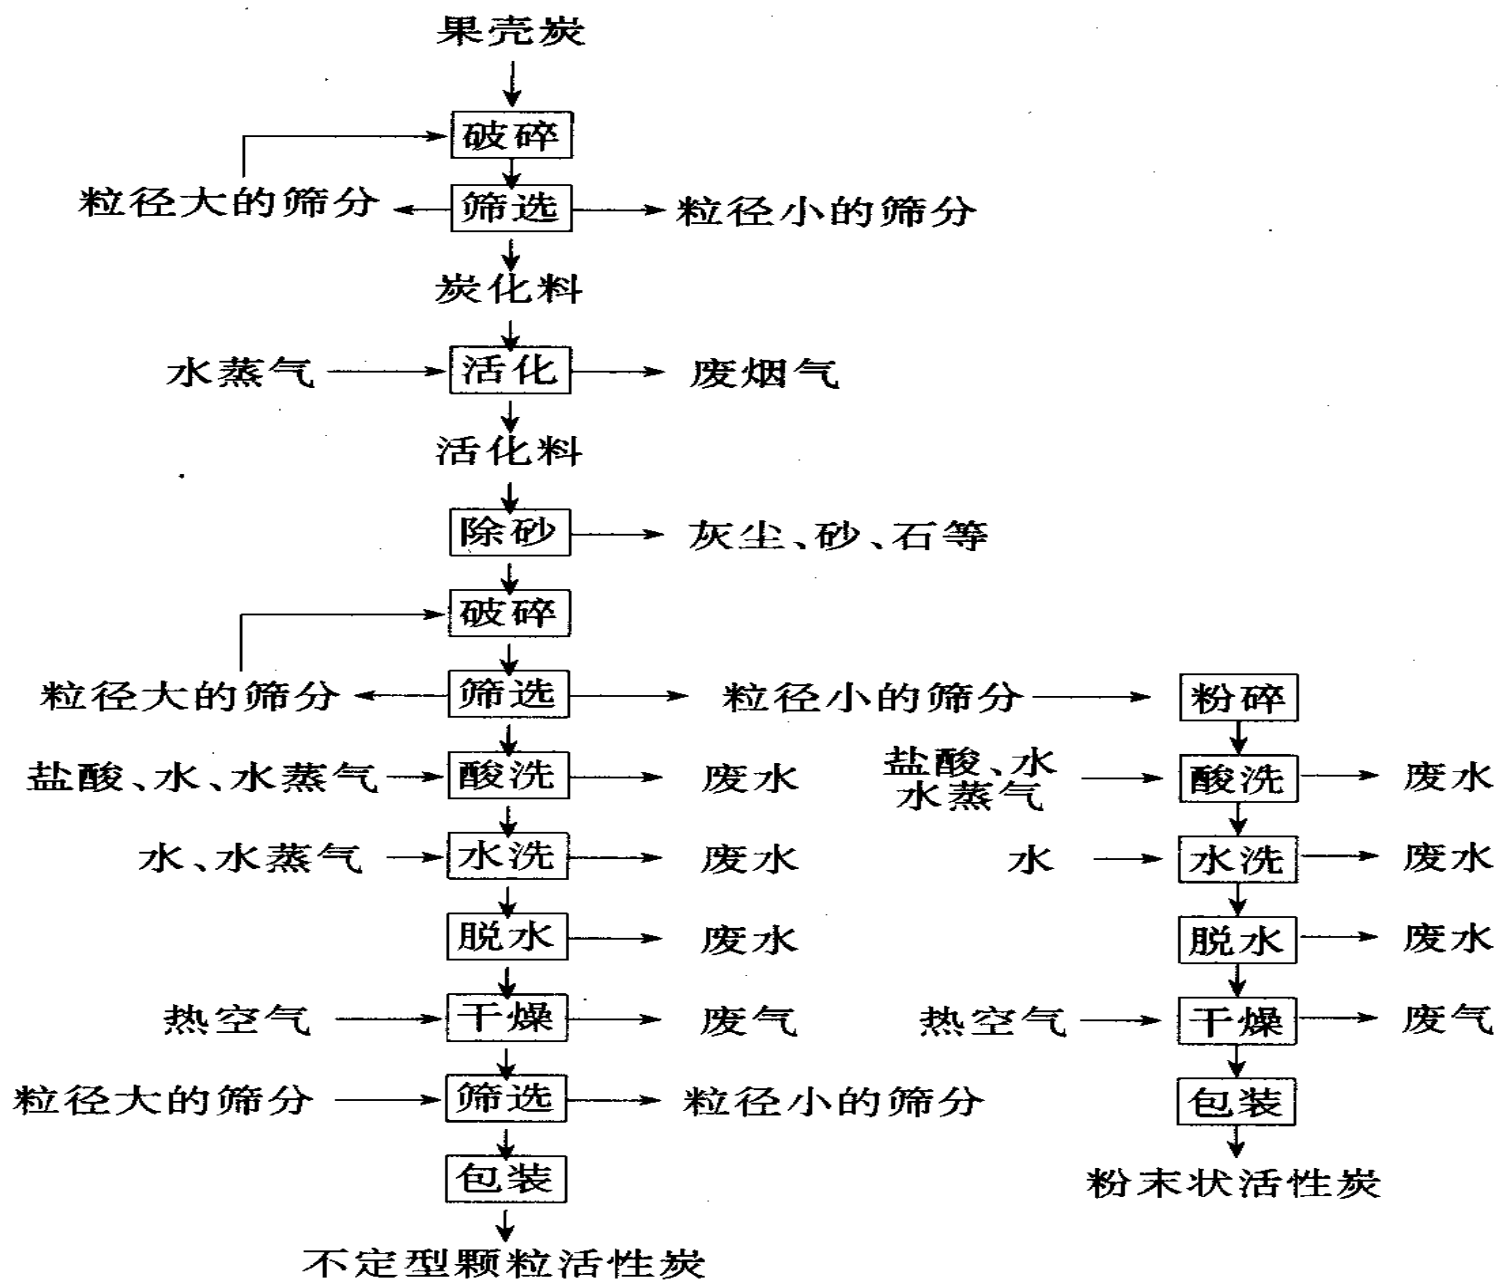 果壳炭
破碎
粒径大的筛分 筛选 粒径小的筛分
炭化料
水蒸气 活化 废烟气
活化料
除砂 灰尘、砂、石等
破碎
粒径大的筛分 筛选 粒径小的筛分 粉碎
盐酸、水、水蒸气 酸洗 废水 盐酸、水 酸洗 废水
水蒸气
水、水蒸气 水洗 废水 水 水洗 废水
脱水 废水 脱水 废水
热空气 干燥 废气 热空气 干燥 废气
粒径大的筛分 筛选 粒径小的筛分 包装
包装 粉末状活性炭
不定型颗粒活性炭